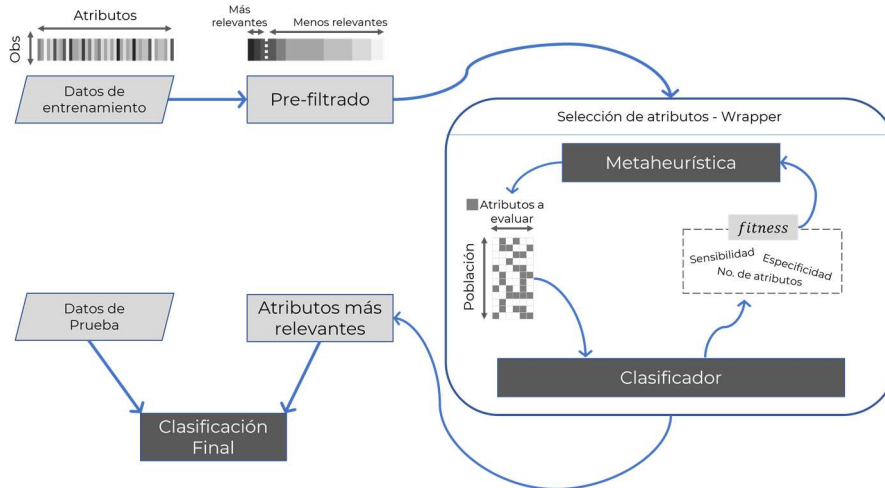 Atributos
Obs
Datos de
entrenamiento
Más
relevantes
Menos relevantes
Pre-filtrado
Selección de atributos - Wrapper
Metaheurística
Atributos a
evaluar
Población
fitness
Sensibilidad
Especificidad
No. de atributos
Clasificador
Datos de
Prueba
Atributos más
relevantes
Clasificación
Final